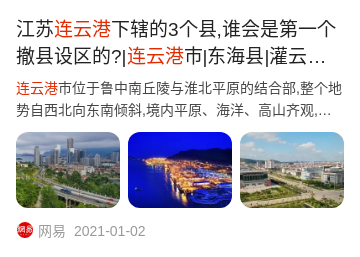 江苏连云港下辖的3个县,谁会是第一个
撤县设区的?|连云港市|东海县|灌云…
连云港市位于鲁中南丘陵与淮北平原的结合部,整个地
势自西北向东南倾斜,境内平原、海洋、高山齐观,…
网易 网易 2021-01-02